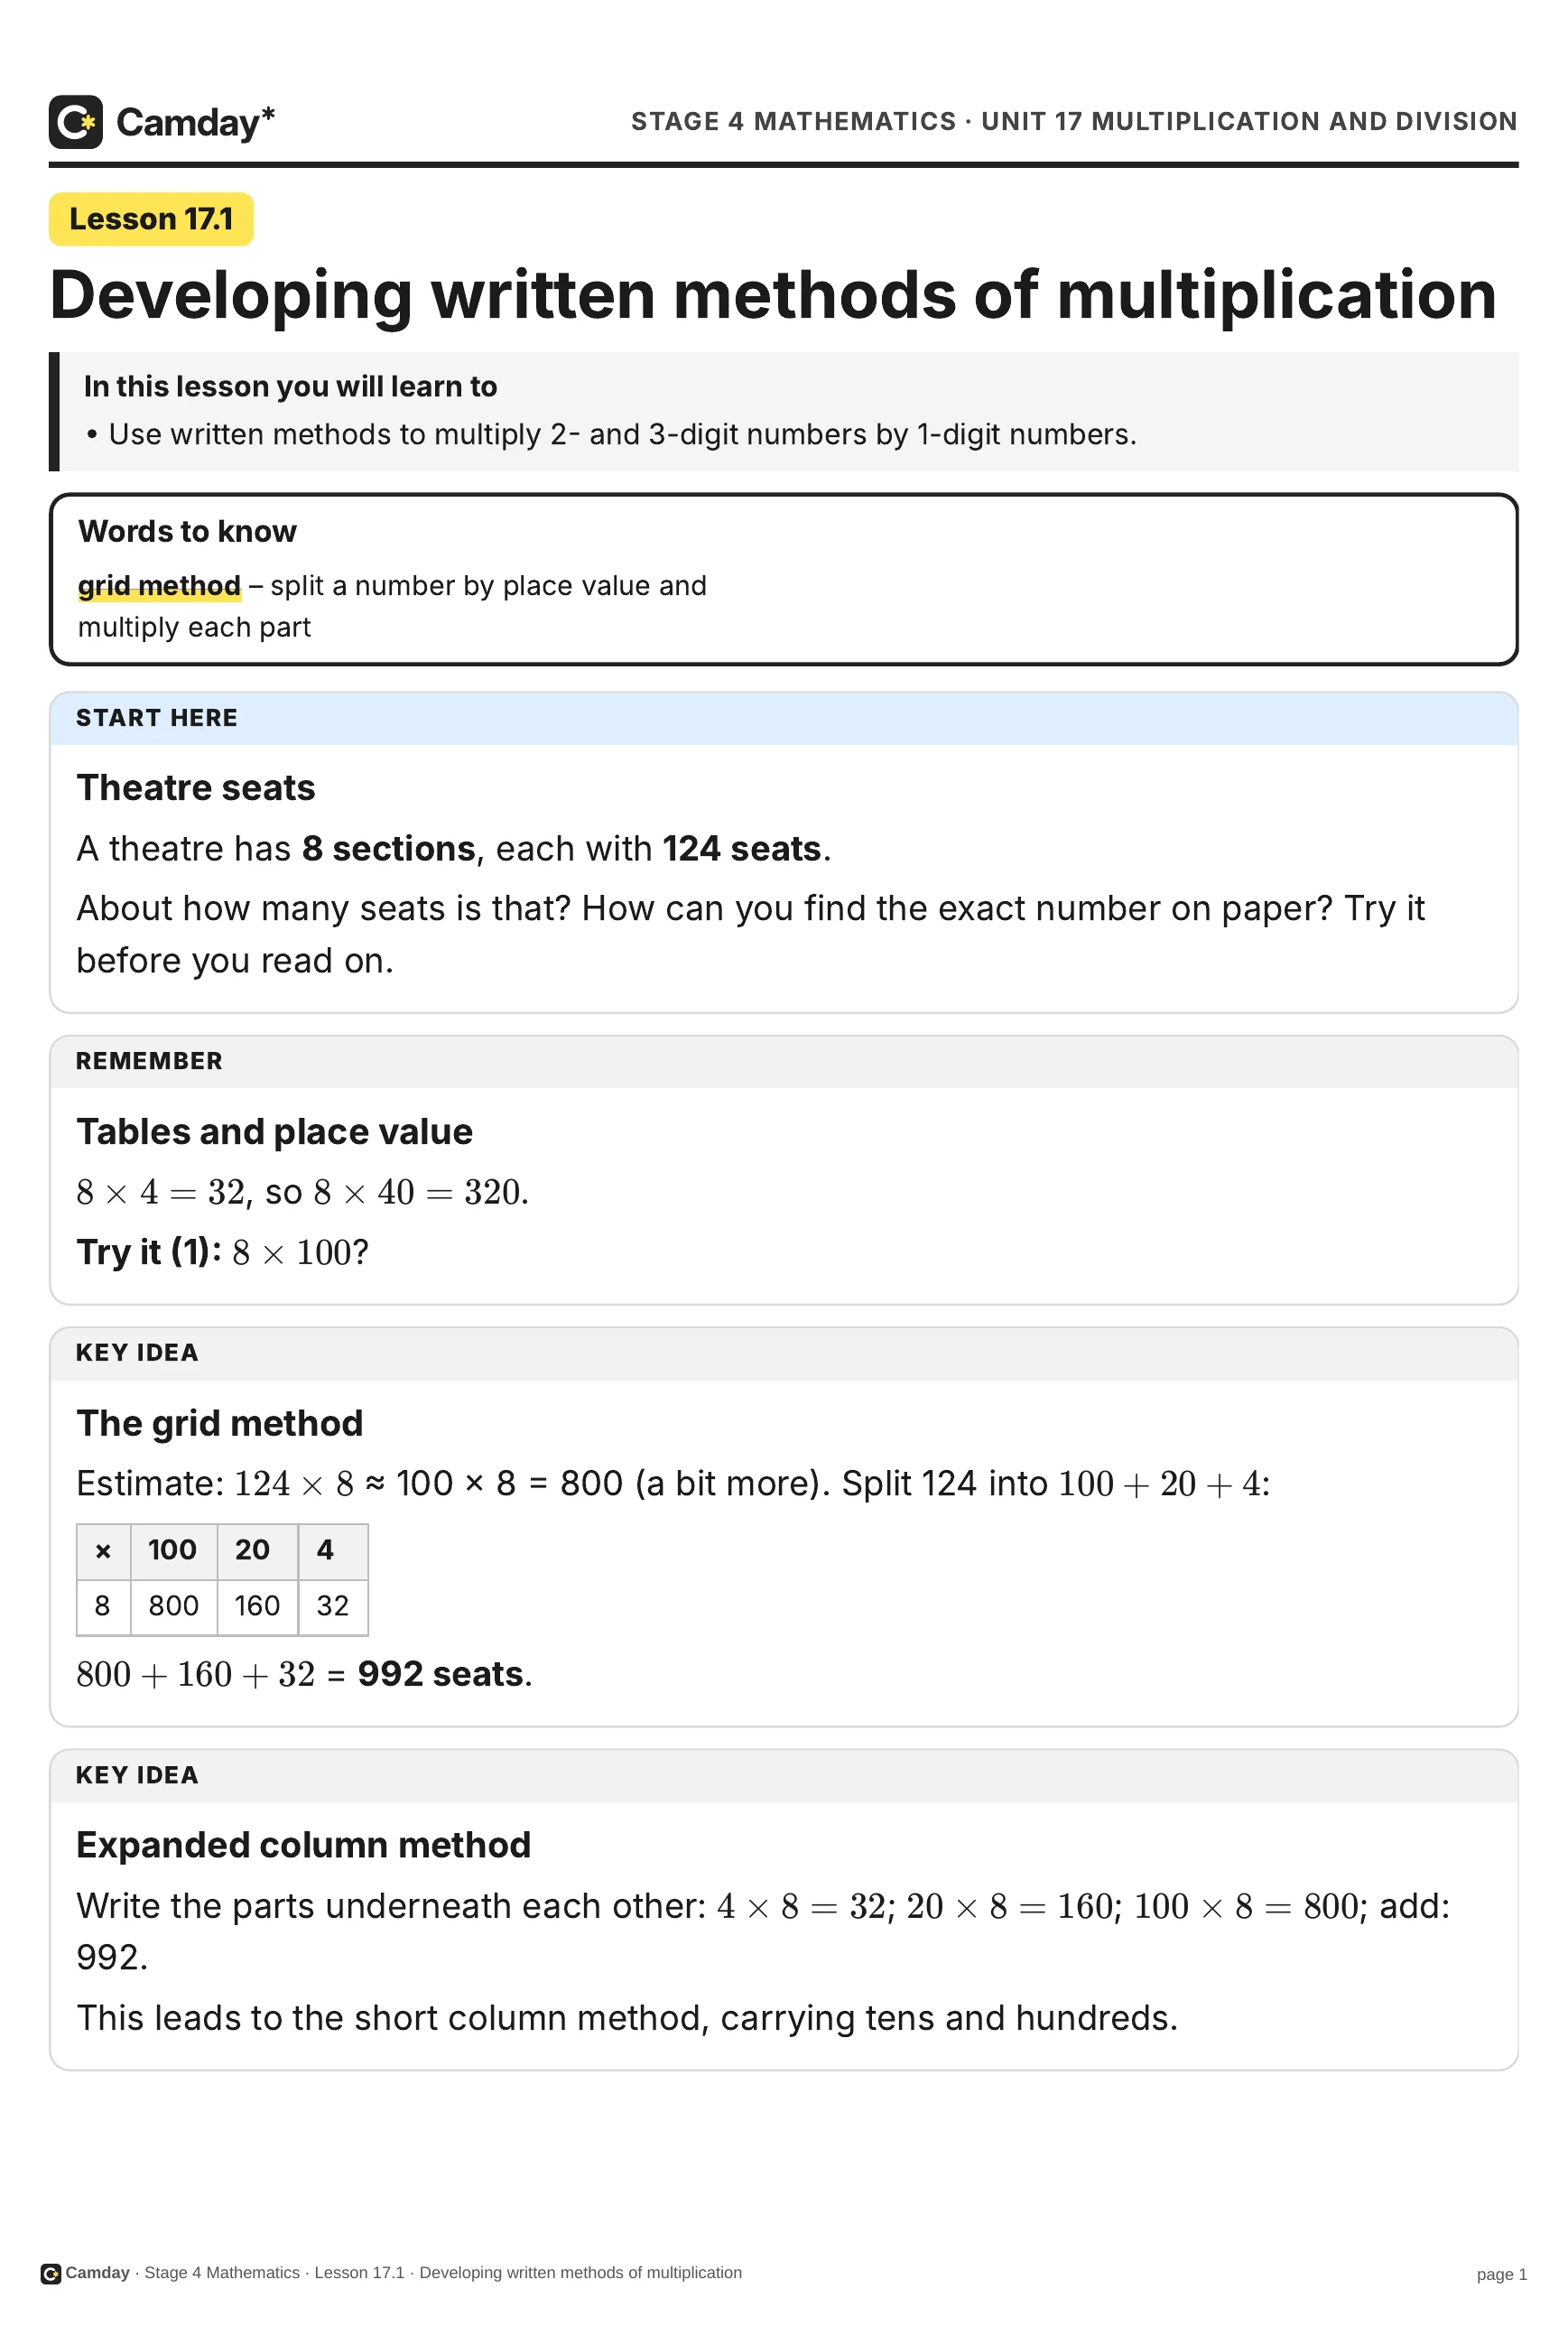 Camday*
STAGE 4 MATHEMATICS · UNIT 17 MULTIPLICATION AND DIVISION
Lesson 17.1
Developing written methods of multiplication
In this lesson you will learn to
• Use written methods to multiply 2- and 3-digit numbers by 1-digit numbers.
Words to know
grid method – split a number by place value and
multiply each part
START HERE
Theatre seats
A theatre has 8 sections, each with 124 seats.
About how many seats is that? How can you find the exact number on paper? Try it
before you read on.
REMEMBER
Tables and place value
8 × 4 = 32, so 8 × 40 = 320.
Try it (1): 8 × 100?
KEY IDEA
The grid method
Estimate: 124 × 8 ≈ 100 × 8 = 800 (a bit more). Split 124 into 100 + 20 + 4:
× 100 20 4
8 800 160 32
800 + 160 + 32 = 992 seats.
KEY IDEA
Expanded column method
Write the parts underneath each other: 4 × 8 = 32; 20 × 8 = 160; 100 × 8 = 800; add:
992.
This leads to the short column method, carrying tens and hundreds.
Camday · Stage 4 Mathematics · Lesson 17.1 · Developing written methods of multiplication
page 1